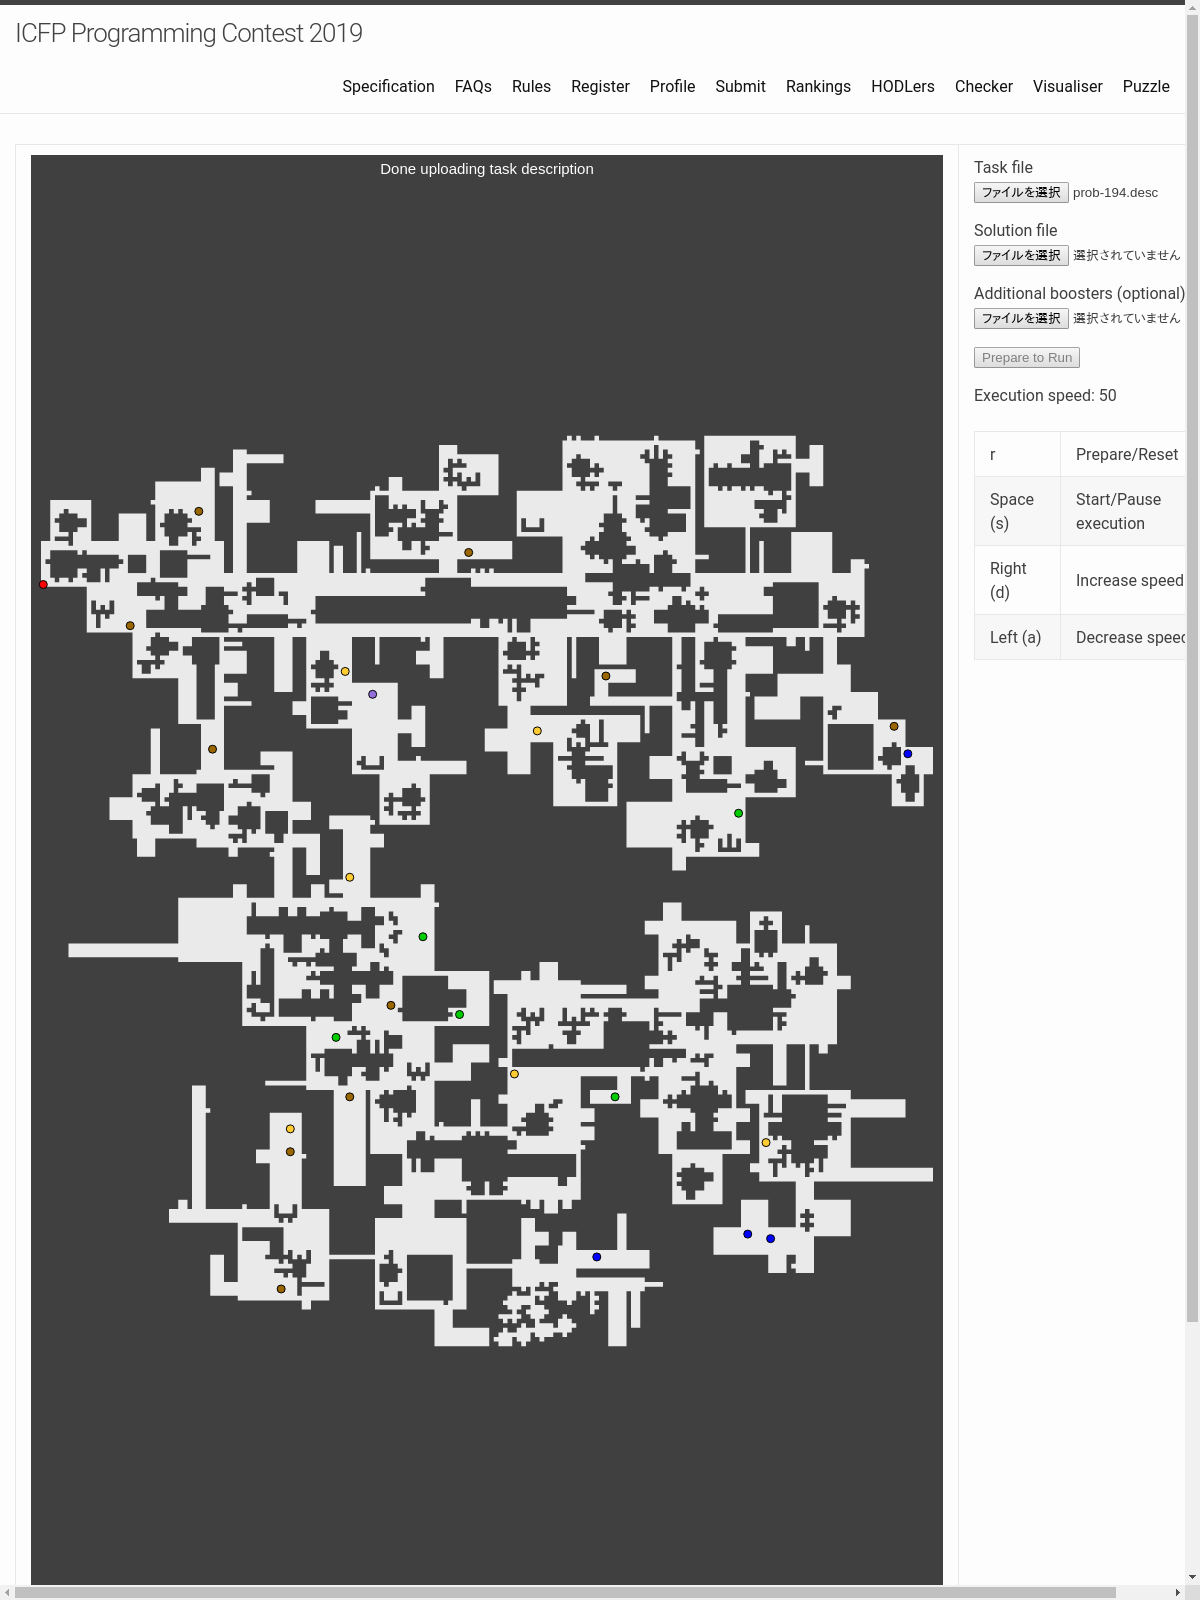 ICFP Programming Contest 2019
Specification FAQs Rules Register Profile Submit Rankings HODLers Checker Visualiser Puzzle
Done uploading task description
Task file
ファイルを選択 prob-194.desc
Solution file
ファイルを選択 選択されていません
Additional boosters (optional)
ファイルを選択 選択されていません
Prepare to Run
Execution speed: 50
r Prepare/Reset
Space (s) Start/Pause execution
Right (d) Increase speed
Left (a) Decrease speed